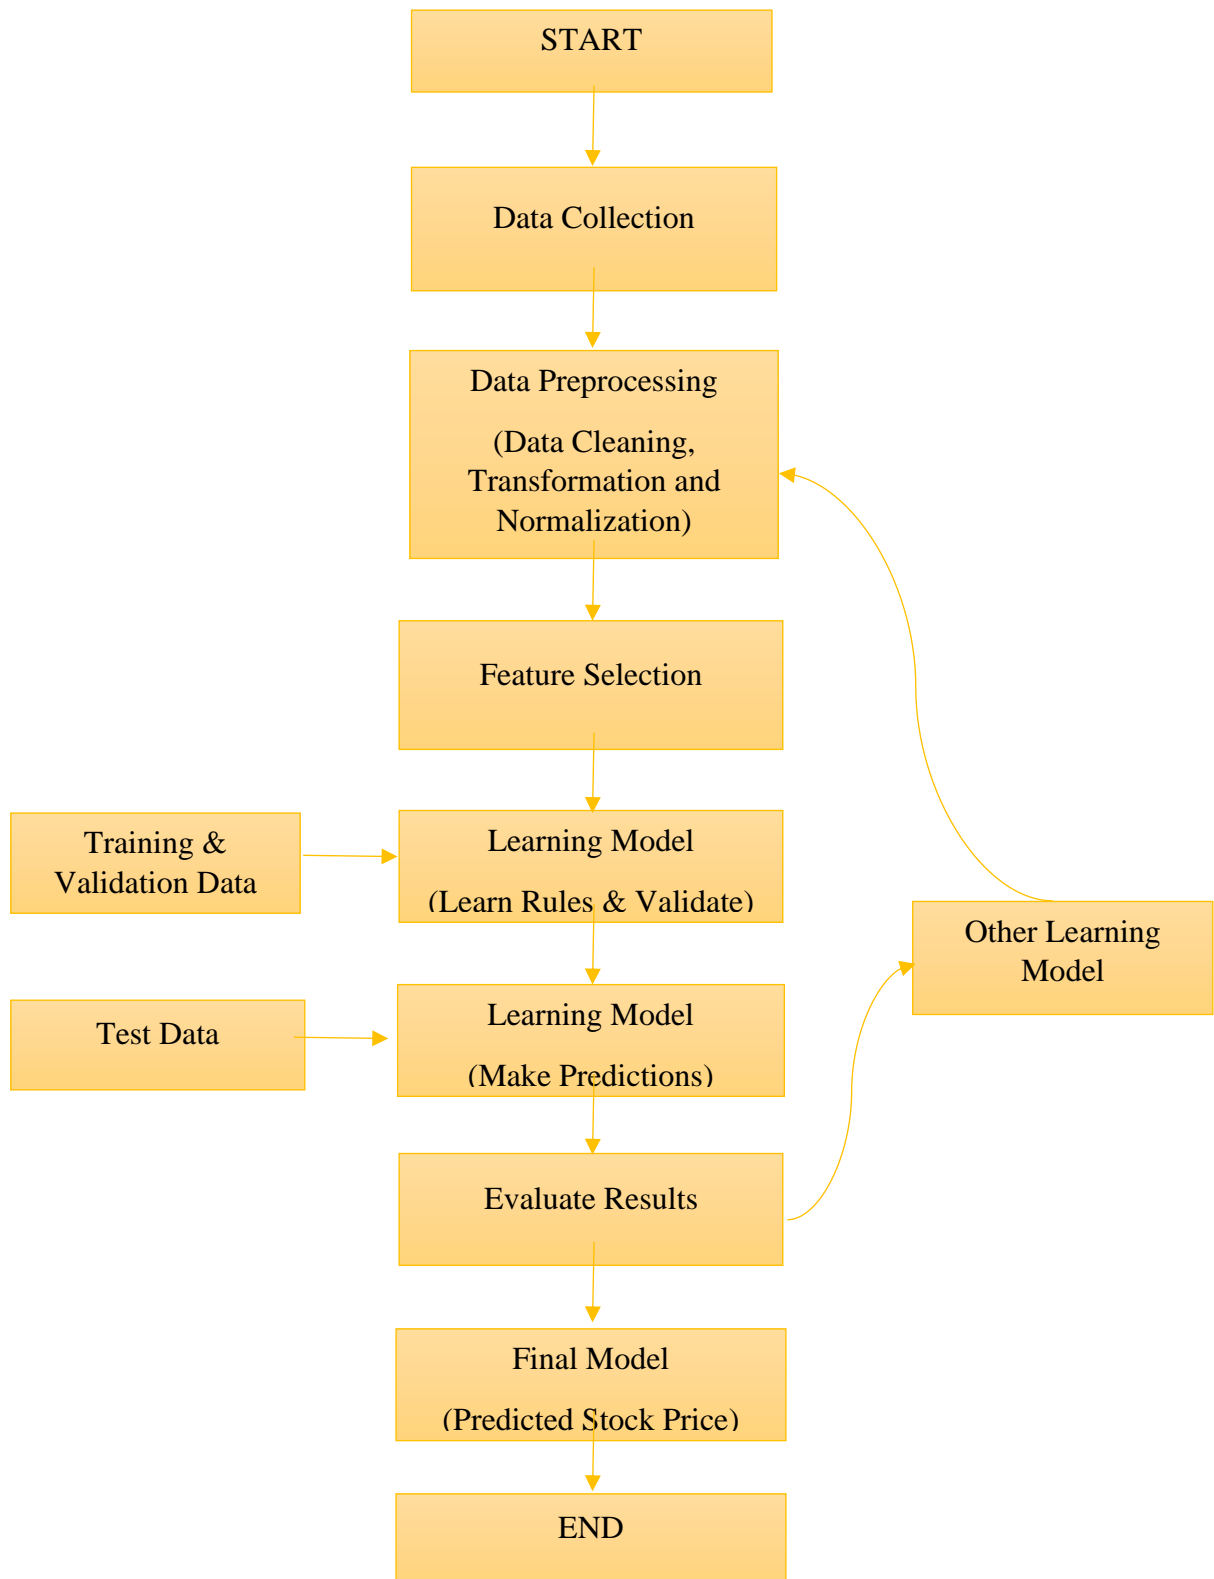 START
Data Collection
Data Preprocessing
(Data Cleaning,
Transformation and
Normalization)
Feature Selection
Training &
Validation Data
Learning Model
(Learn Rules & Validate)
Other Learning
Model
Test Data
Learning Model
(Make Predictions)
Evaluate Results
Final Model
(Predicted Stock Price)
END